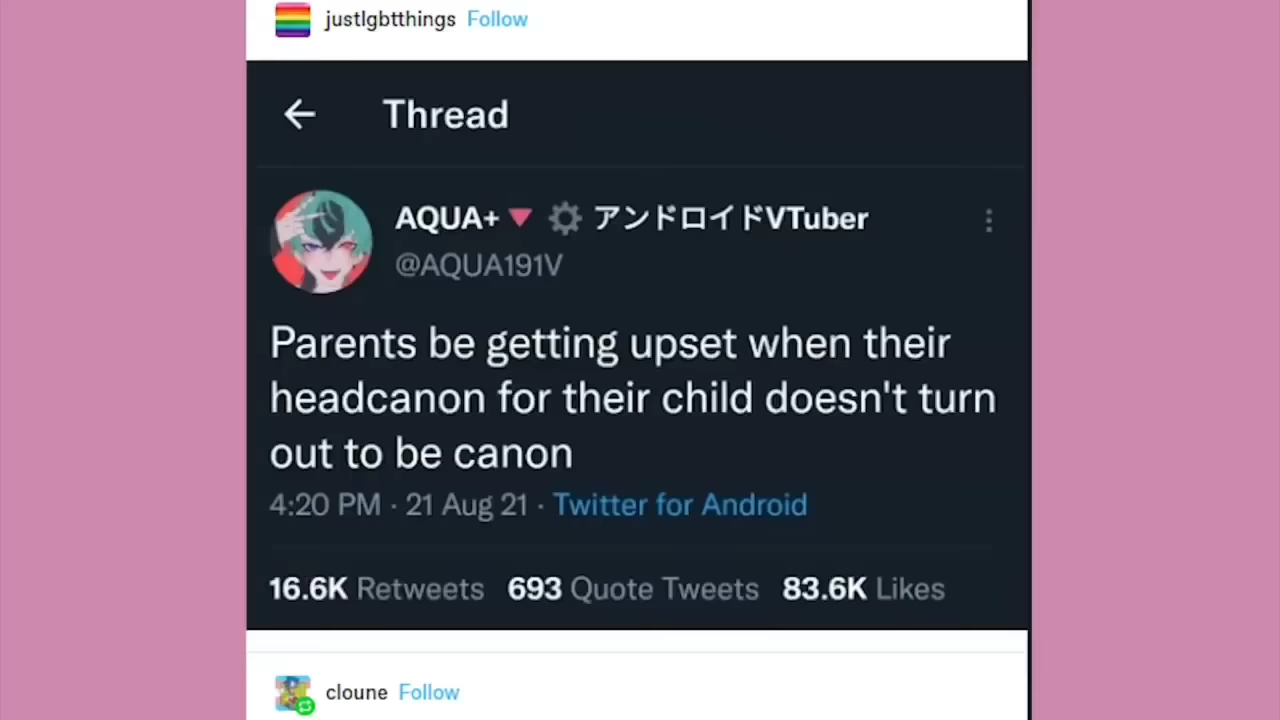 justlgbtthings Follow
Thread
AQUA+🔻 ⚙️ アンドロイドVTuber
@AQUA191V
Parents be getting upset when their
headcanon for their child doesn't turn
out to be canon
4:20 PM · 21 Aug 21 · Twitter for Android
16.6K Retweets 693 Quote Tweets 83.6K Likes
cloune Follow